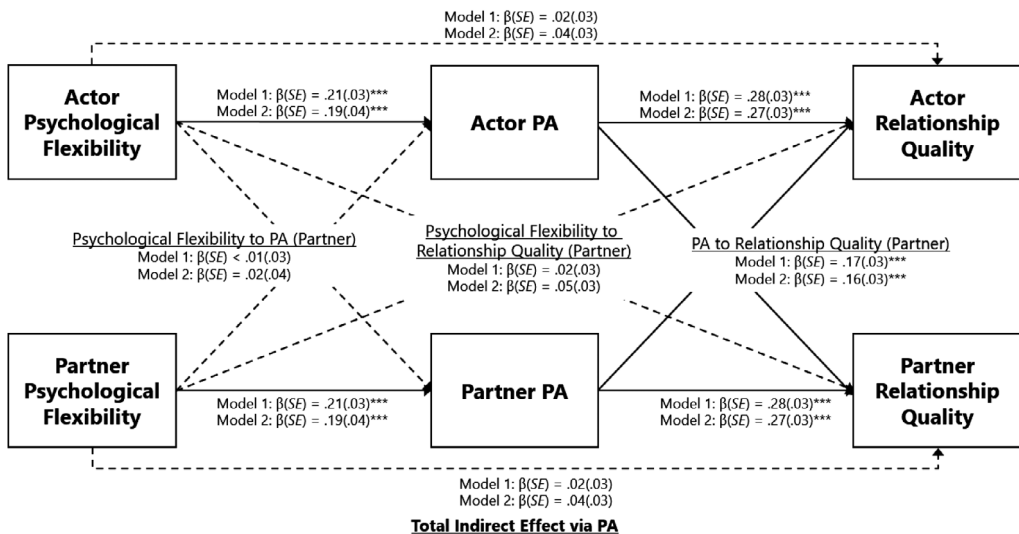 Model 1: β(SE) = .02(.03)
Model 2: β(SE) = .04(.03)
Actor
Psychological
Flexibility
Model 1: β(SE) = .21(.03)***
Model 2: β(SE) = .19(.04)***
Actor PA
Model 1: β(SE) = .28(.03)***
Model 2: β(SE) = .27(.03)***
Actor
Relationship
Quality
Psychological Flexibility to PA (Partner)
Model 1: β(SE) < .01(.03)
Model 2: β(SE) = .02(.04)
Psychological Flexibility to
Relationship Quality (Partner)
Model 1: β(SE) = .02(.03)
Model 2: β(SE) = .05(.03)
PA to Relationship Quality (Partner)
Model 1: β(SE) = .17(.03)***
Model 2: β(SE) = .16(.03)***
Partner
Psychological
Flexibility
Model 1: β(SE) = .21(.03)***
Model 2: β(SE) = .19(.04)***
Partner PA
Model 1: β(SE) = .28(.03)***
Model 2: β(SE) = .27(.03)***
Partner
Relationship
Quality
Model 1: β(SE) = .02(.03)
Model 2: β(SE) = .04(.03)
Total Indirect Effect via PA